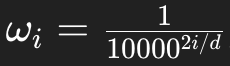 ωᵢ = 1 / 10000^{2i/d}